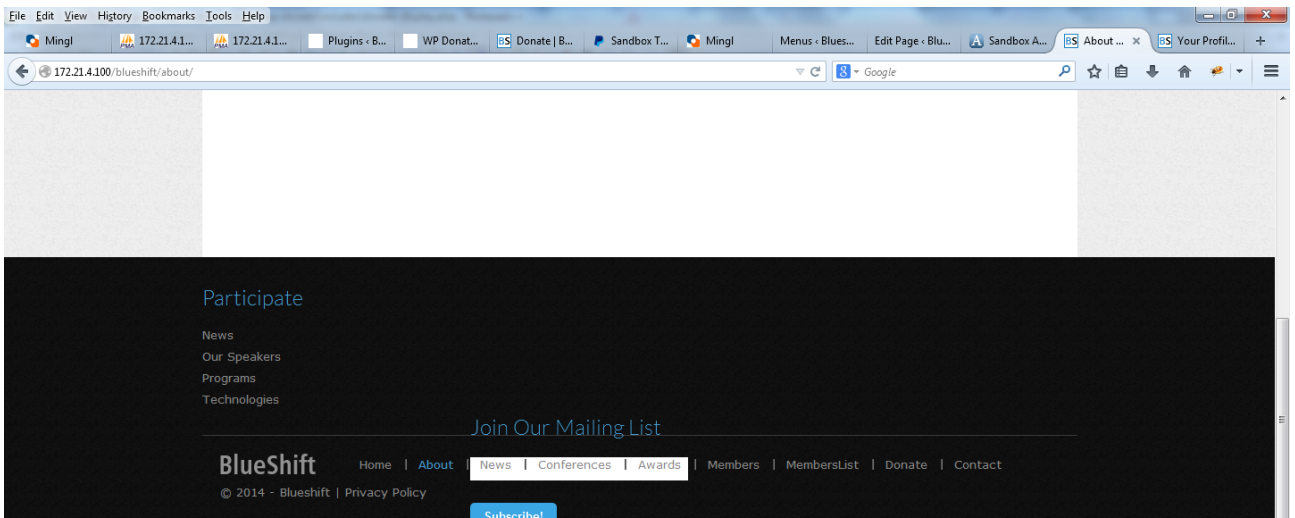 File Edit View History Bookmarks Tools Help
Mingl 172.21.4.1... 172.21.4.1... Plugins ‹ B... WP Donat... BS Donate | B... Sandbox T... Mingl Menus ‹ Blues... Edit Page ‹ Blu... Sandbox A... BS About ... × BS Your Profil... +
172.21.4.100/blueshift/about/ Google
Participate
News
Our Speakers
Programs
Technologies
Join Our Mailing List
BlueShift Home | About | News | Conferences | Awards | Members | MembersList | Donate | Contact
© 2014 - Blueshift | Privacy Policy
Subscribe!